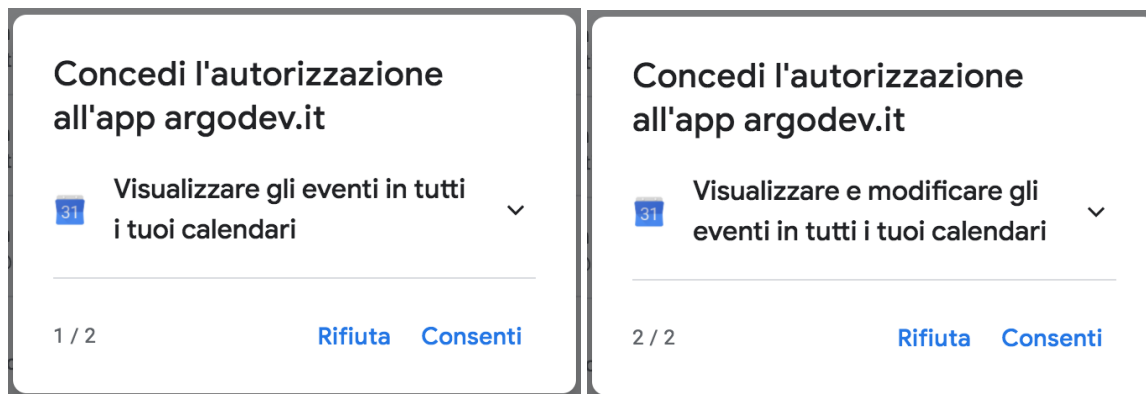 Concedi l'autorizzazione
all'app argodev.it
31
Visualizzare gli eventi in tutti
i tuoi calendari
1 / 2
Rifiuta
Consenti
Concedi l'autorizzazione
all'app argodev.it
31
Visualizzare e modificare gli
eventi in tutti i tuoi calendari
2 / 2
Rifiuta
Consenti